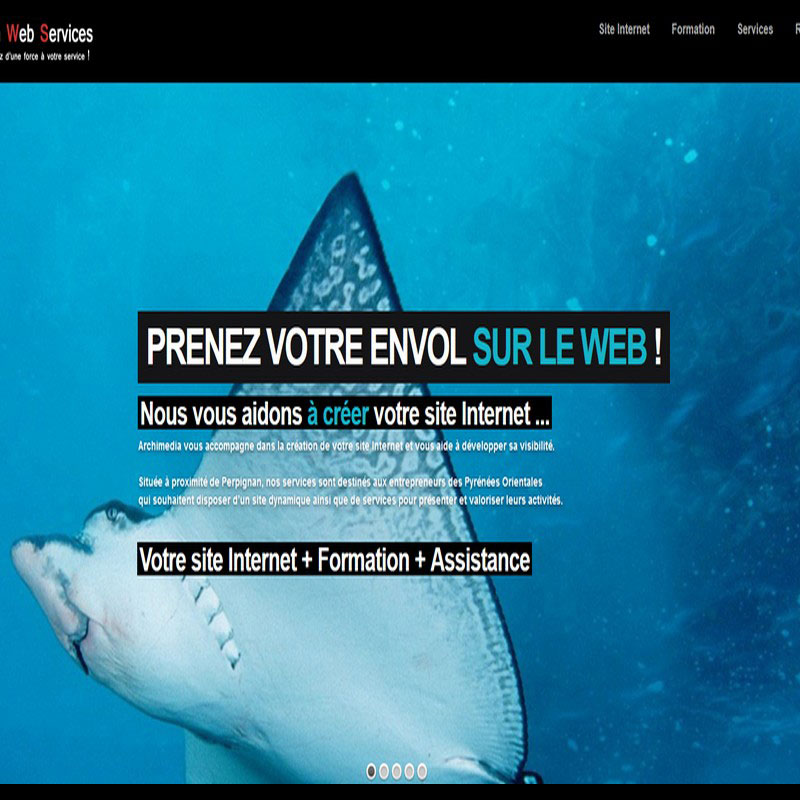 Web Services
d'une force à votre service !
Site Internet Formation Services
PRENEZ VOTRE ENVOL SUR LE WEB !
Nous vous aidons à créer votre site Internet ...
Archimedia vous accompagne dans la création de votre site Internet et vous aide à développer sa visibilité.
Située à proximité de Perpignan, nos services sont destinés aux entrepreneurs des Pyrénées Orientales
qui souhaitent disposer d'un site dynamique ainsi que de services pour présenter et valoriser leurs activités.
Votre site Internet + Formation + Assistance